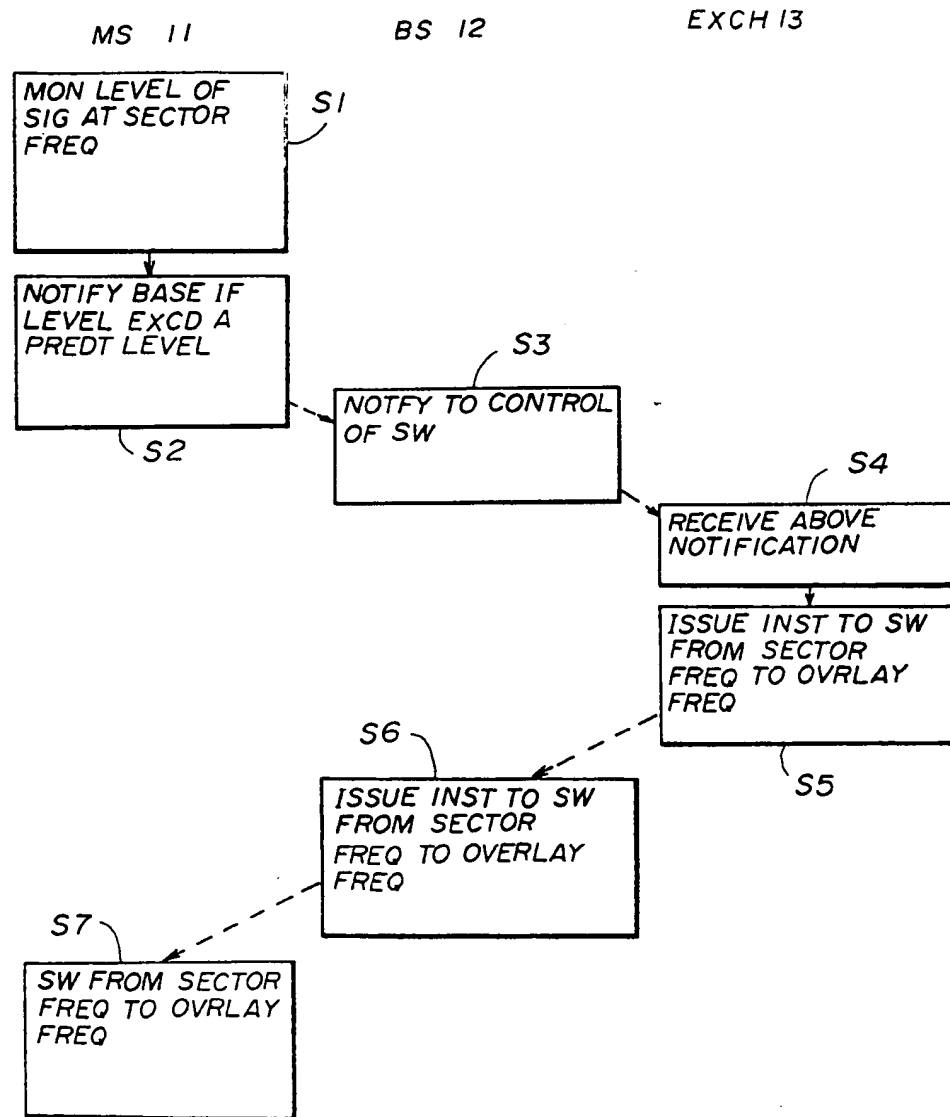 MS 11
BS 12
EXCH 13
MON LEVEL OF
SIG AT SECTOR
FREQ
S1
NOTIFY BASE IF
LEVEL EXCD A
PREDT LEVEL
S2
S3
NOTFY TO CONTROL
OF SW
S4
RECEIVE ABOVE
NOTIFICATION
ISSUE INST TO SW
FROM SECTOR
FREQ TO OVRLAY
FREQ
S5
S6
ISSUE INST TO SW
FROM SECTOR
FREQ TO OVERLAY
FREQ
S7
SW FROM SECTOR
FREQ TO OVRLAY
FREQ